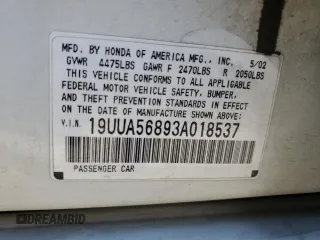 MFD. BY HONDA OF AMERICA MFG., INC. 5/02
GVWR 4475LBS GAWR F 2470LBS R 2050LBS
THIS VEHICLE CONFORMS TO ALL APPLICABLE
FEDERAL MOTOR VEHICLE SAFETY, BUMPER,
AND THEFT PREVENTION STANDARDS IN EFFECT
ON THE DATE OF MANUFACTURE SHOWN ABOVE.
V.I.N. 19UUA56893A018537
PASSENGER CAR
© DREAMBID